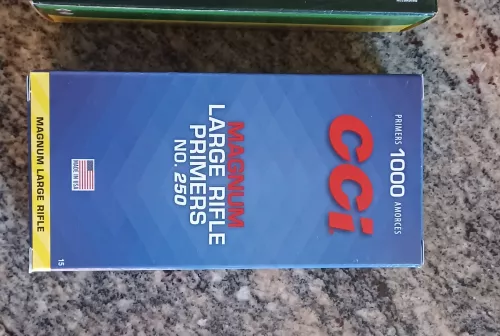 PRIMERS 1000 AMORCES
CCi
MAGNUM
LARGE RIFLE
PRIMERS
NO. 250
MADE IN USA
15
MAGNUM LARGE RIFLE